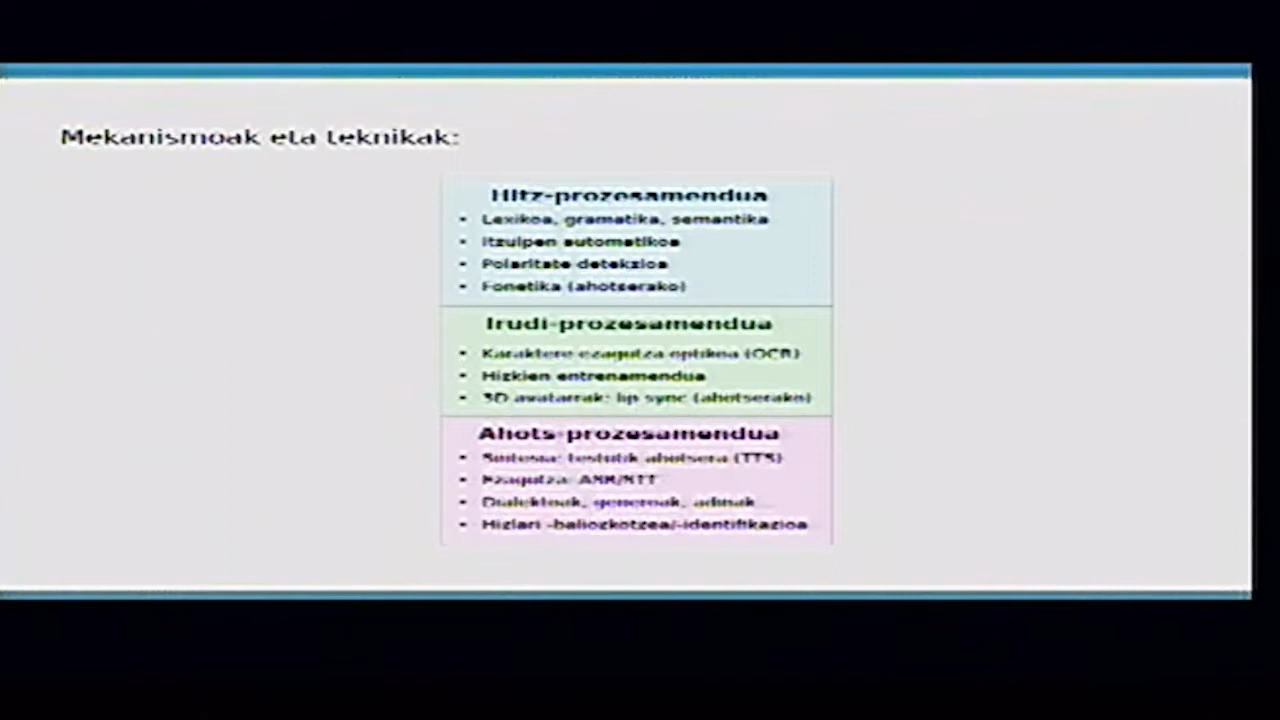 Mekanismoak eta teknikak:
Hitz-prozesamendua
• Lexikoa, gramatika, semantika
• Itzulpen automatikoa
• Polaritate detekzioa
• Fonetika (ahotserako)
Irudi-prozesamendua
• Karaktere ezagutza optikoa (OCR)
• Hizkien entrenamendua
• 3D avatarrak: lip sync (ahotserako)
Ahots-prozesamendua
• Sintesia: testutik ahotsera (TTS)
• Ezagutza: ASR/STT
• Dialektoak, generoak, adinak...
• Hizlari -baliozkotzea/-identifikazioa